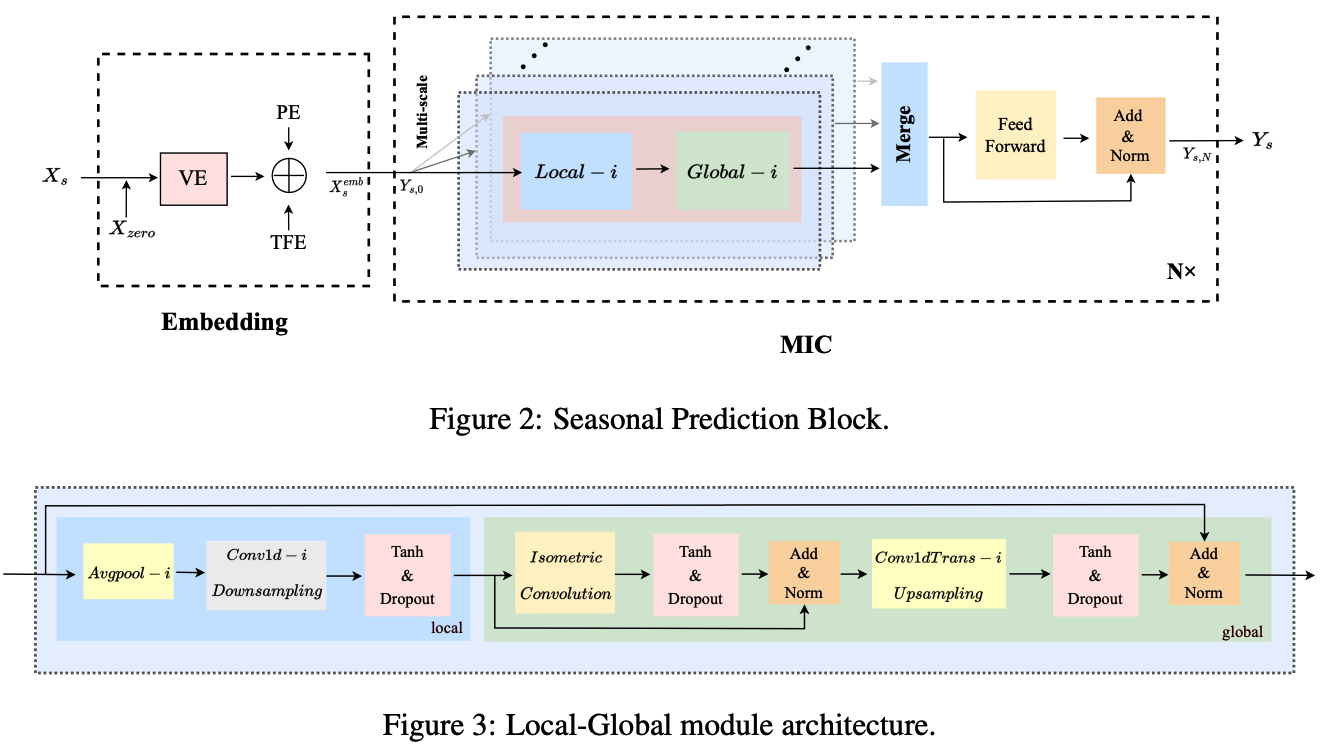 X_s
X_{zero}
VE
PE
TFE
X_s^{emb}
Embedding
Y_{s,0}
Multi-scale
Local − i
Global − i
Merge
Feed
Forward
Add
&
Norm
Y_{s,N}
Y_s
N×
MIC
Figure 2: Seasonal Prediction Block.
Avgpool − i
Conv1d − i
Downsampling
Tanh
&
Dropout
local
Isometric
Convolution
Tanh
&
Dropout
Add
&
Norm
Conv1dTrans − i
Upsampling
Tanh
&
Dropout
Add
&
Norm
global
Figure 3: Local-Global module architecture.